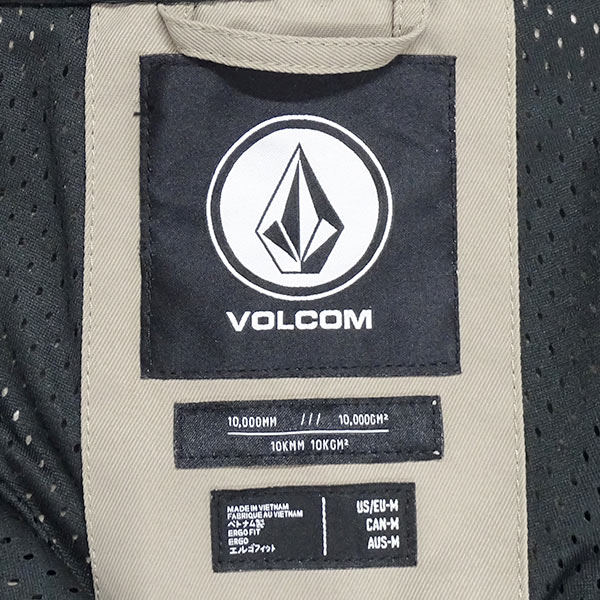 VOLCOM
10,000MM /// 10,000GM²
10KMM 10KGM²
MADE IN VIETNAM
FABRIQUE AU VIETNAM
ベトナム製
ERGO FIT
ERGO
エルゴフィット
US/EU-M
CAN-M
AUS-M